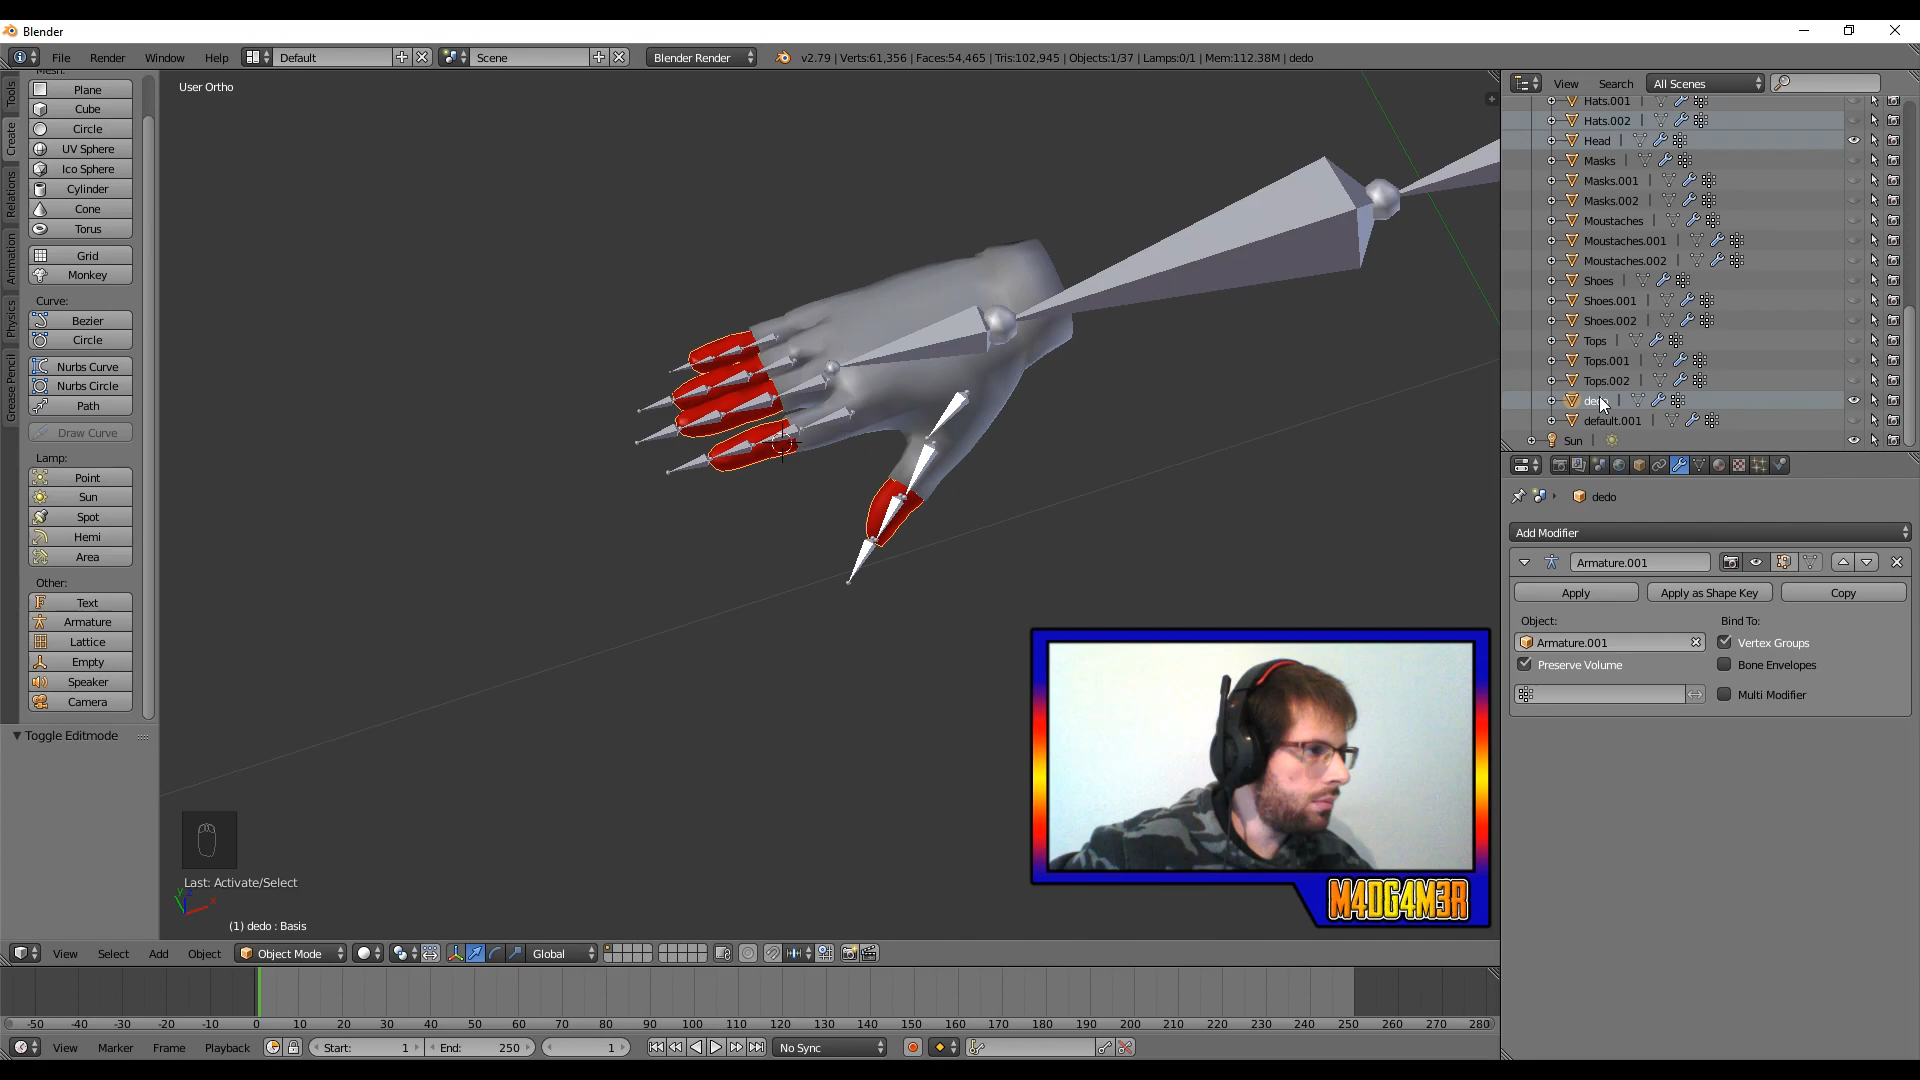 Blender
File Render Window Help Default Scene Blender Render v2.79 | Verts:61,356 | Faces:54,465 | Tris:102,945 | Objects:1/37 | Lamps:0/1 | Mem:112.38M | dedo
Tools
Create
Relations
Animation
Physics
Grease Pencil
Mesh:
Plane
Cube
Circle
UV Sphere
Ico Sphere
Cylinder
Cone
Torus
Grid
Monkey
Curve:
Bezier
Circle
Nurbs Curve
Nurbs Circle
Path
Draw Curve
Lamp:
Point
Sun
Spot
Hemi
Area
Other:
Text
Armature
Lattice
Empty
Speaker
Camera
Toggle Editmode
User Ortho
Last: Activate/Select
(1) dedo : Basis
M4DG4M3R
View Search All Scenes
Hats.001
Hats.002
Head
Masks
Masks.001
Masks.002
Moustaches
Moustaches.001
Moustaches.002
Shoes
Shoes.001
Shoes.002
Tops
Tops.001
Tops.002
dedo
default.001
Sun
dedo
Add Modifier
Armature.001
Apply Apply as Shape Key Copy
Object: Bind To:
Armature.001 Vertex Groups
Preserve Volume Bone Envelopes
Multi Modifier
View Select Add Object Object Mode Global
-50 -40 -30 -20 -10 0 10 20 30 40 50 60 70 80 90 100 110 120 130 140 150 160 170 180 190 200 210 220 230 240 250 260 270 280
View Marker Frame Playback Start: 1 End: 250 1 No Sync